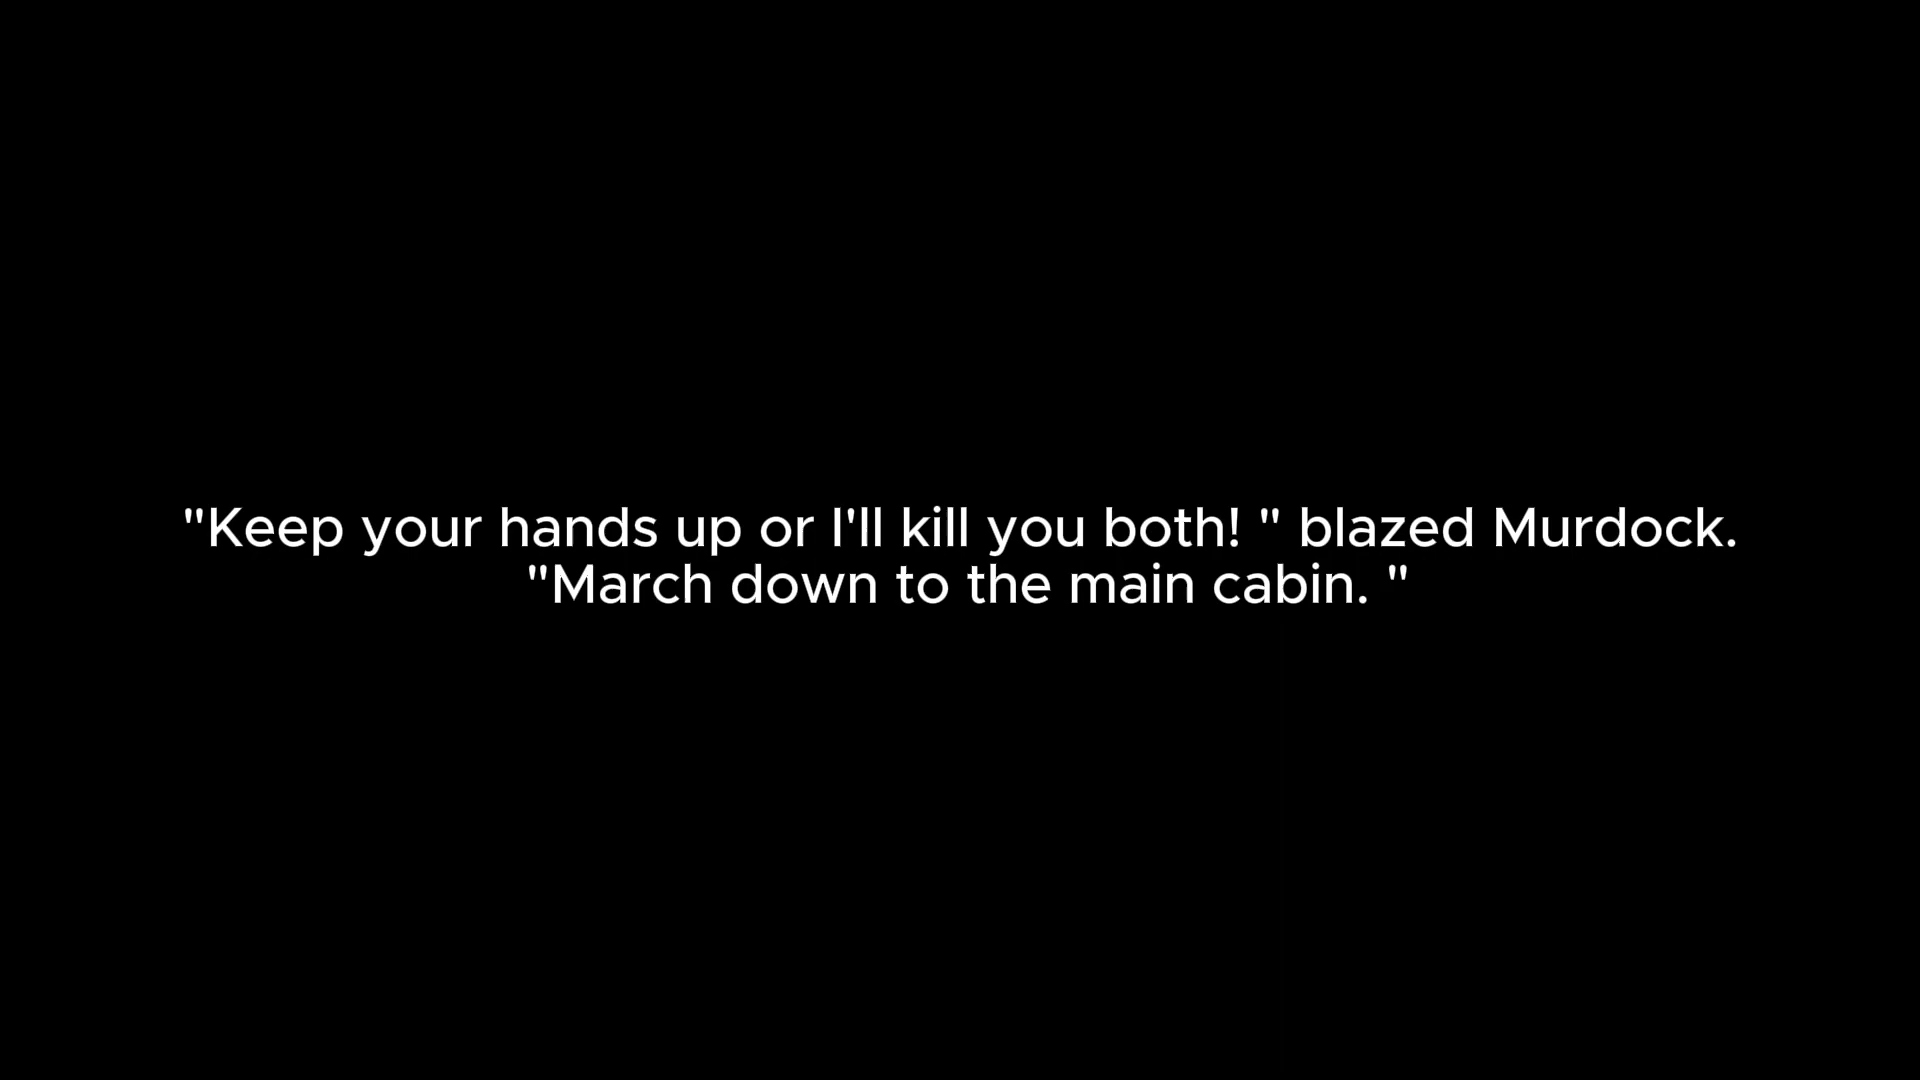 "Keep your hands up or I'll kill you both! " blazed Murdock.
"March down to the main cabin. "